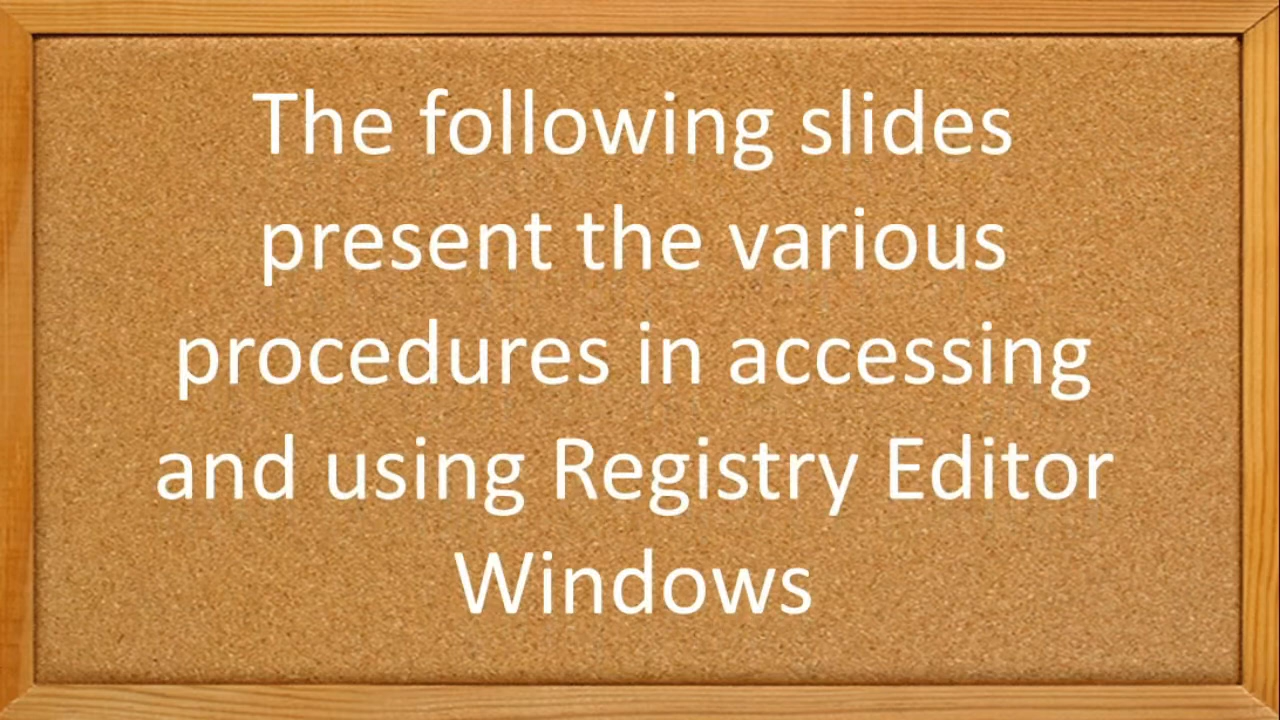 The following slides
present the various
procedures in accessing
and using Registry Editor
Windows